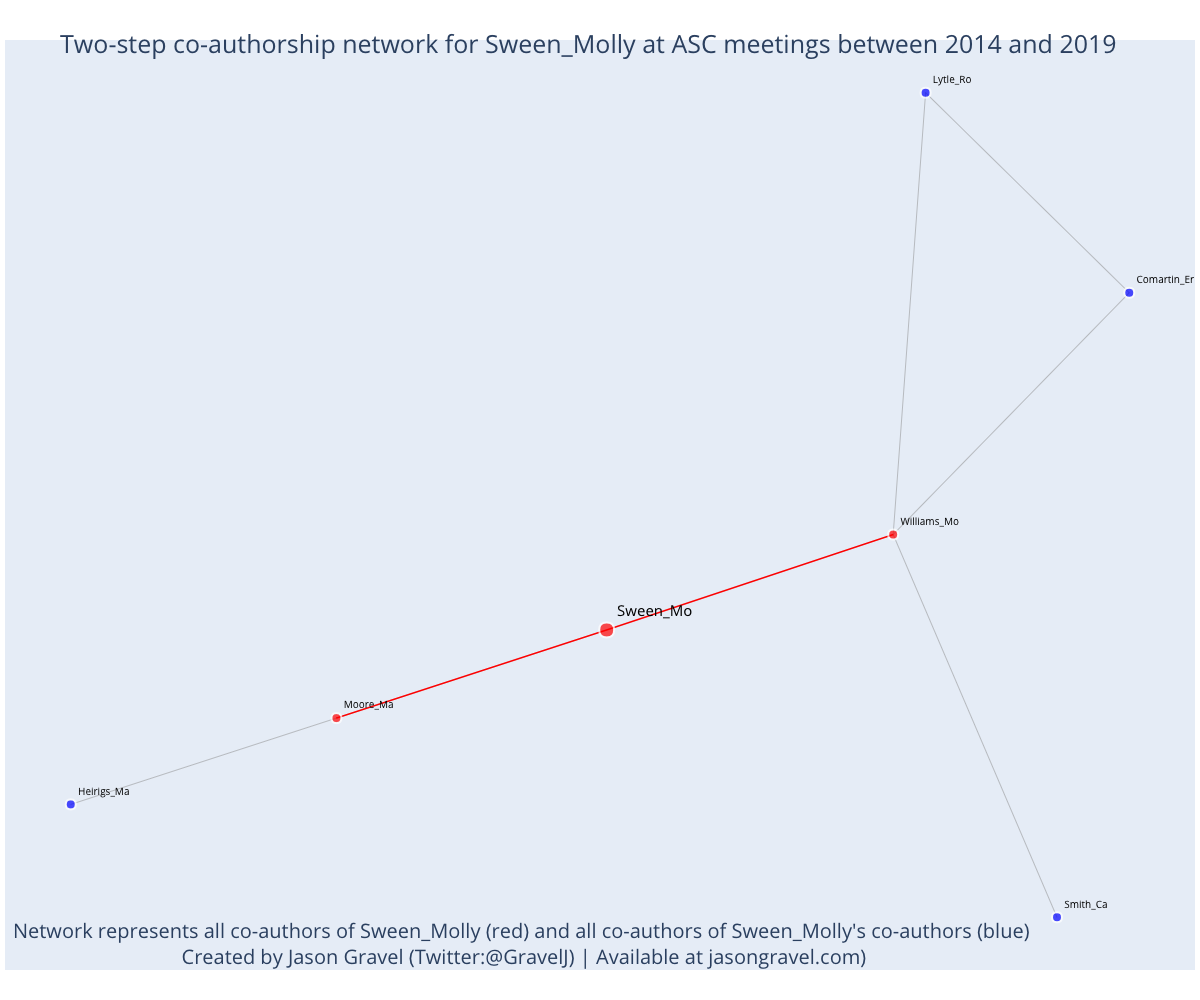 Two-step co-authorship network for Sween_Molly at ASC meetings between 2014 and 2019
Lytle_Ro
Comartin_Er
Williams_Mo
Sween_Mo
Moore_Ma
Heirigs_Ma
Smith_Ca
Network represents all co-authors of Sween_Molly (red) and all co-authors of Sween_Molly's co-authors (blue)
Created by Jason Gravel (Twitter:@GravelJ) | Available at jasongravel.com)